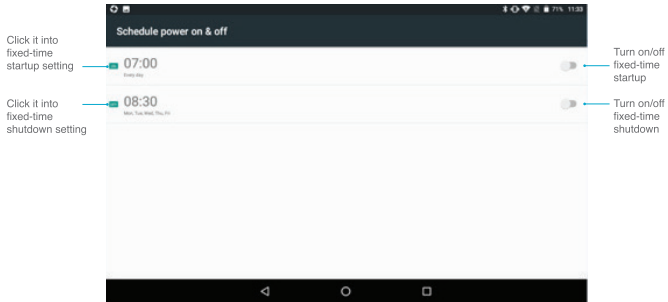 71% 11:33
Schedule power on & off
Click it into
fixed-time
startup setting
07:00
Every day
Turn on/off
fixed-time
startup
Click it into
fixed-time
shutdown setting
08:30
Mon, Tue, Wed, Thu, Fri
Turn on/off
fixed-time
shutdown